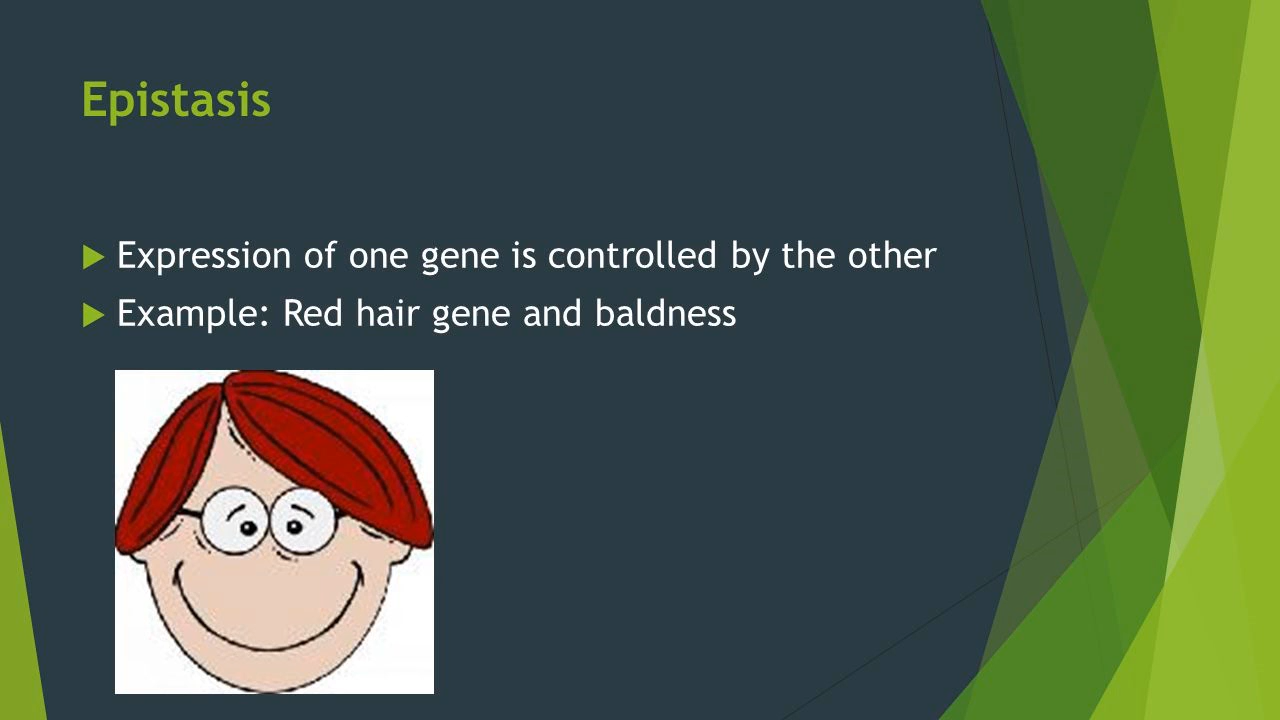 Epistasis
Expression of one gene is controlled by the other
Example: Red hair gene and baldness